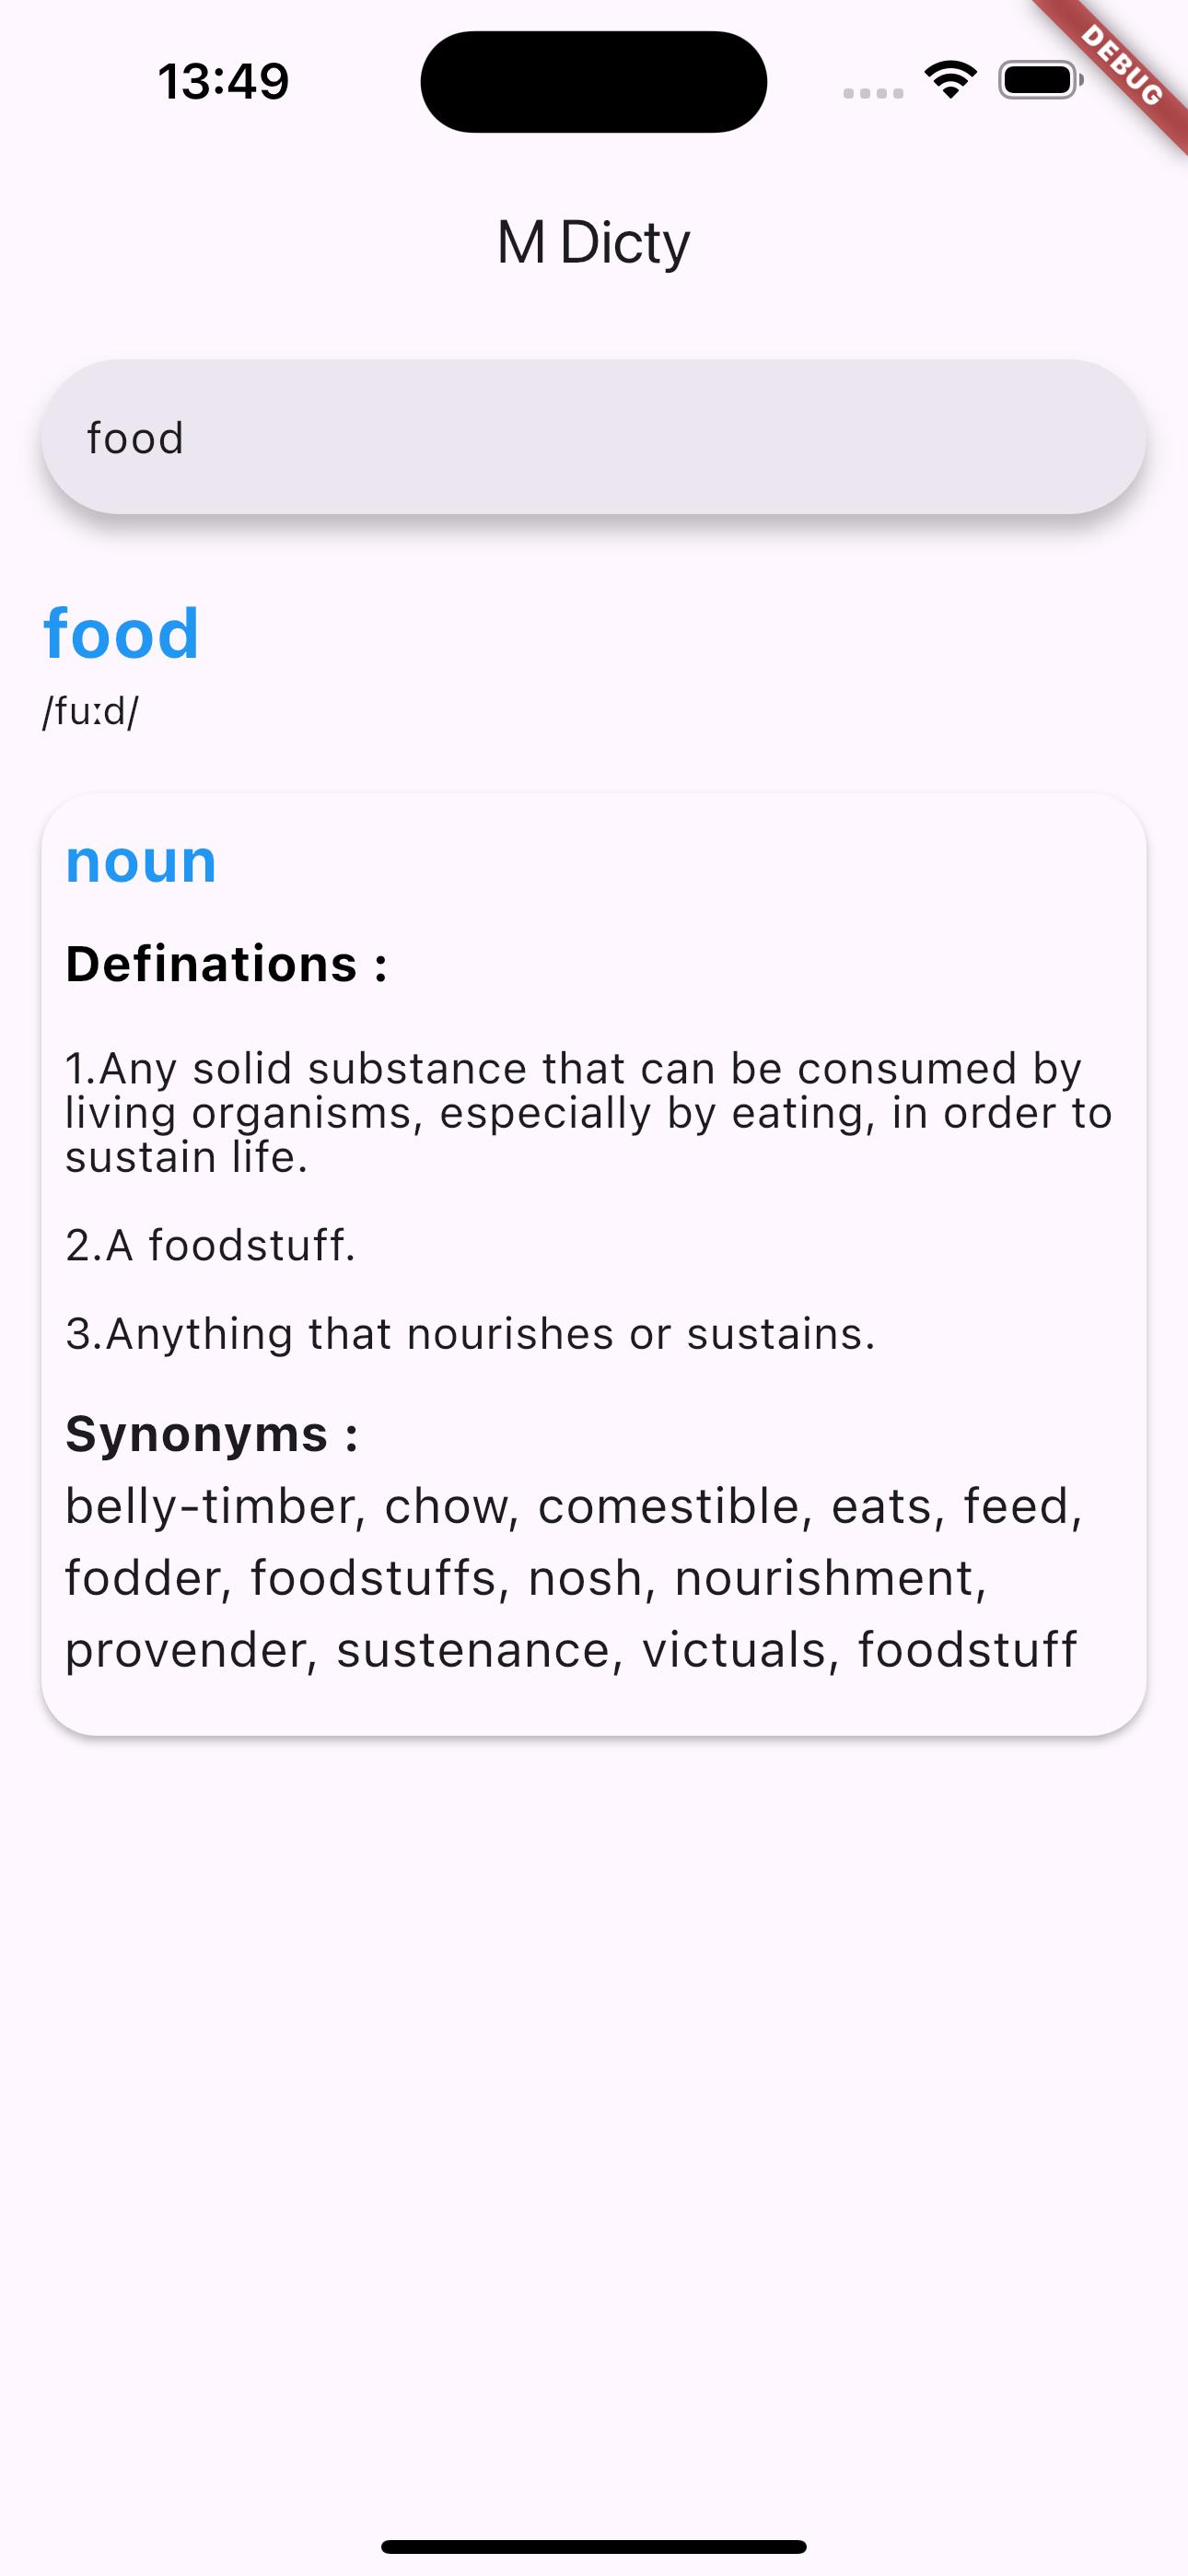 13:49
DEBUG
M Dicty
food
food
/fuːd/
noun
Definations :
1.Any solid substance that can be consumed by
living organisms, especially by eating, in order to
sustain life.
2.A foodstuff.
3.Anything that nourishes or sustains.
Synonyms :
belly-timber, chow, comestible, eats, feed,
fodder, foodstuffs, nosh, nourishment,
provender, sustenance, victuals, foodstuff